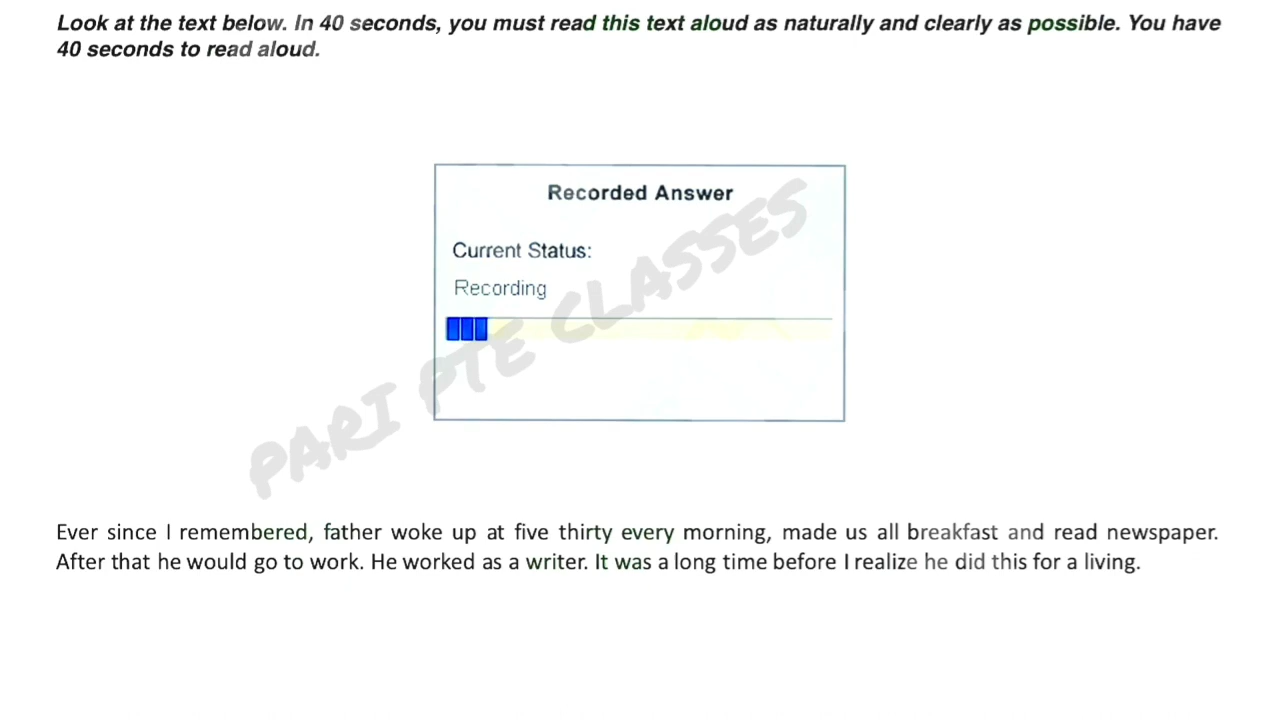 Look at the text below. In 40 seconds, you must read this text aloud as naturally and clearly as possible. You have
40 seconds to read aloud.
Recorded Answer
Current Status:
Recording
PARI PTE CLASSES
Ever since I remembered, father woke up at five thirty every morning, made us all breakfast and read newspaper.
After that he would go to work. He worked as a writer. It was a long time before I realize he did this for a living.